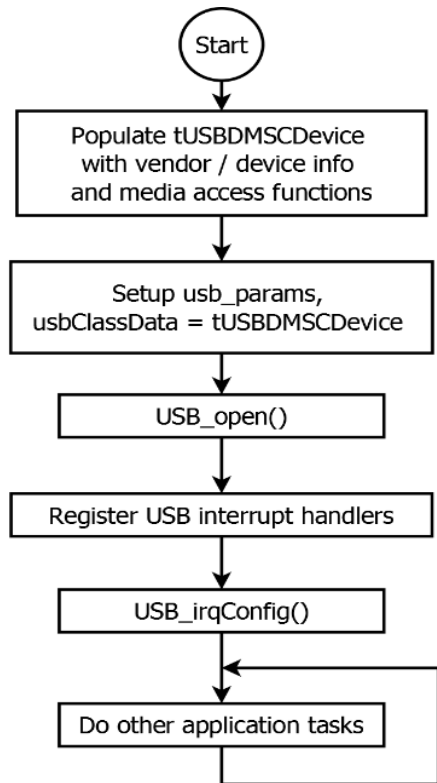 Start
Populate tUSBDMSCDevice
with vendor / device info
and media access functions
Setup usb_params,
usbClassData = tUSBDMSCDevice
USB_open()
Register USB interrupt handlers
USB_irqConfig()
Do other application tasks